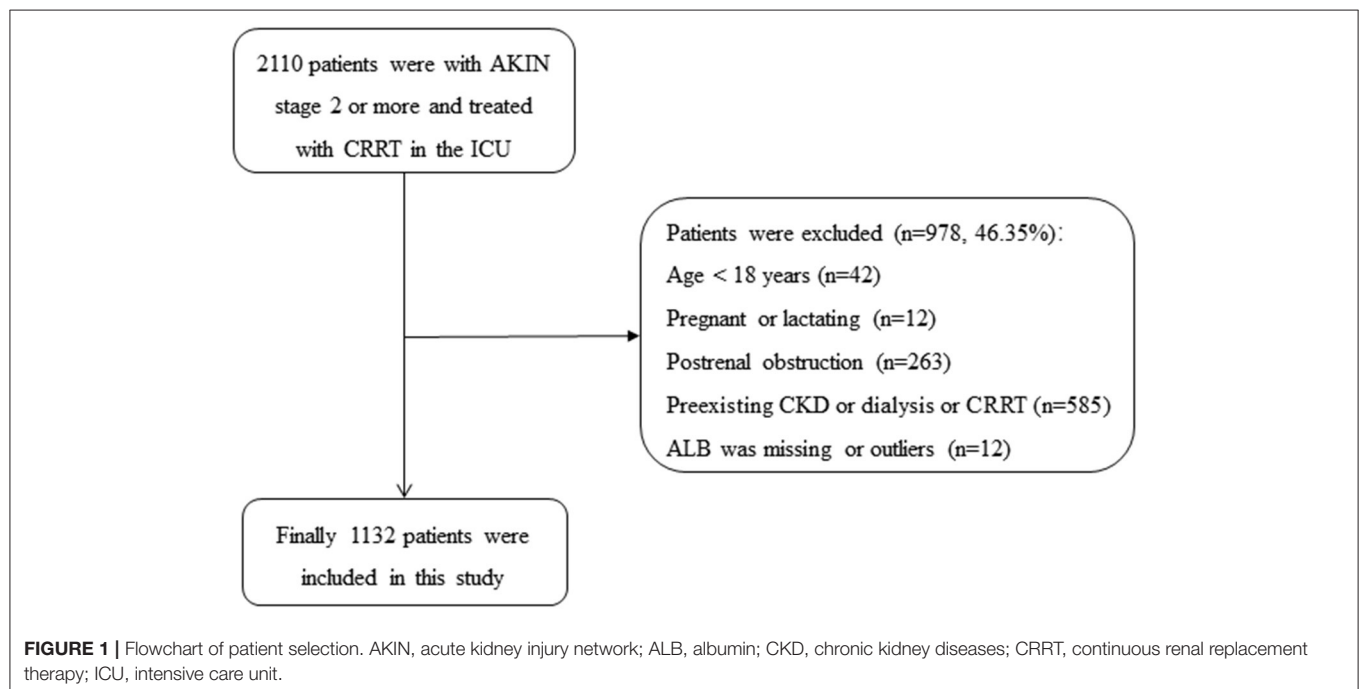 2110 patients were with AKIN
stage 2 or more and treated
with CRRT in the ICU
Patients were excluded (n=978, 46.35%):
Age < 18 years (n=42)
Pregnant or lactating (n=12)
Postrenal obstruction (n=263)
Preexisting CKD or dialysis or CRRT (n=585)
ALB was missing or outliers (n=12)
Finally 1132 patients were
included in this study
FIGURE 1 | Flowchart of patient selection. AKIN, acute kidney injury network; ALB, albumin; CKD, chronic kidney diseases; CRRT, continuous renal replacement
therapy; ICU, intensive care unit.